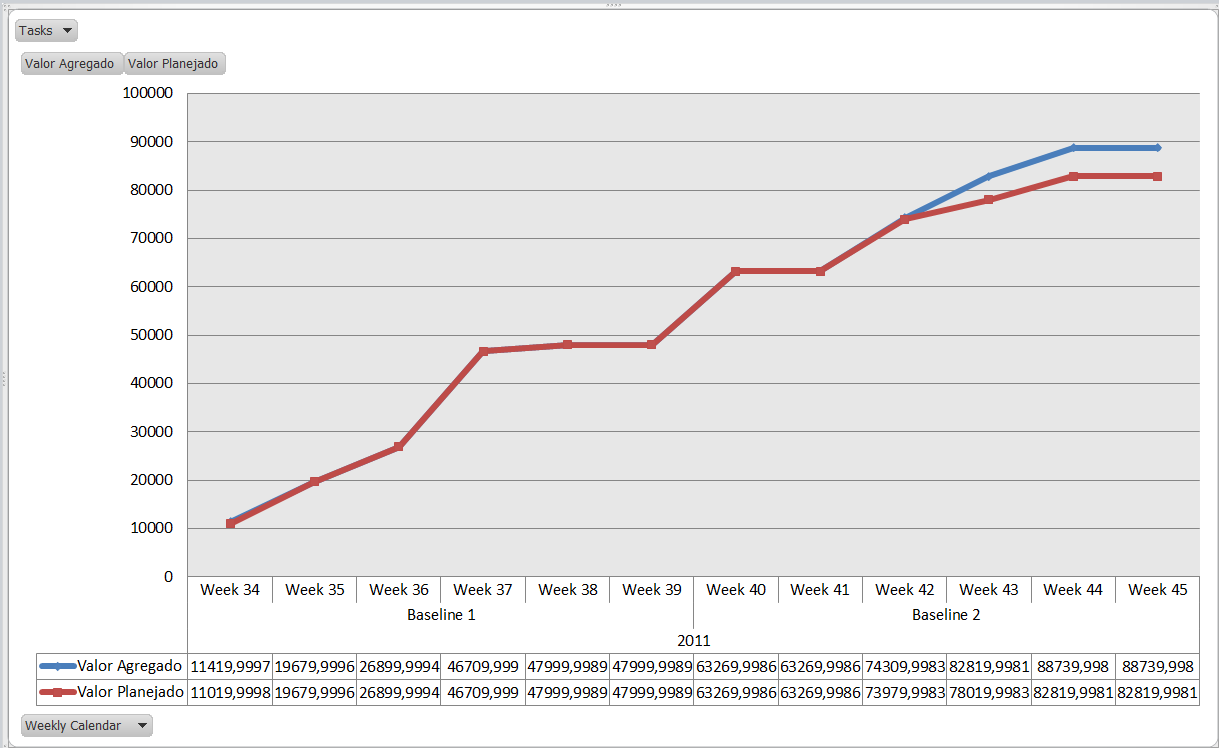 Tasks
Valor Agregado Valor Planejado
100000
90000
80000
70000
60000
50000
40000
30000
20000
10000
0
Week 34 Week 35 Week 36 Week 37 Week 38 Week 39 Week 40 Week 41 Week 42 Week 43 Week 44 Week 45
Baseline 1 Baseline 2
2011
Valor Agregado 11419,9997 19679,9996 26899,9994 46709,999 47999,9989 47999,9989 63269,9986 63269,9986 74309,9983 82819,9981 88739,998 88739,998
Valor Planejado 11019,9998 19679,9996 26899,9994 46709,999 47999,9989 47999,9989 63269,9986 63269,9986 73979,9983 78019,9983 82819,9981 82819,9981
Weekly Calendar